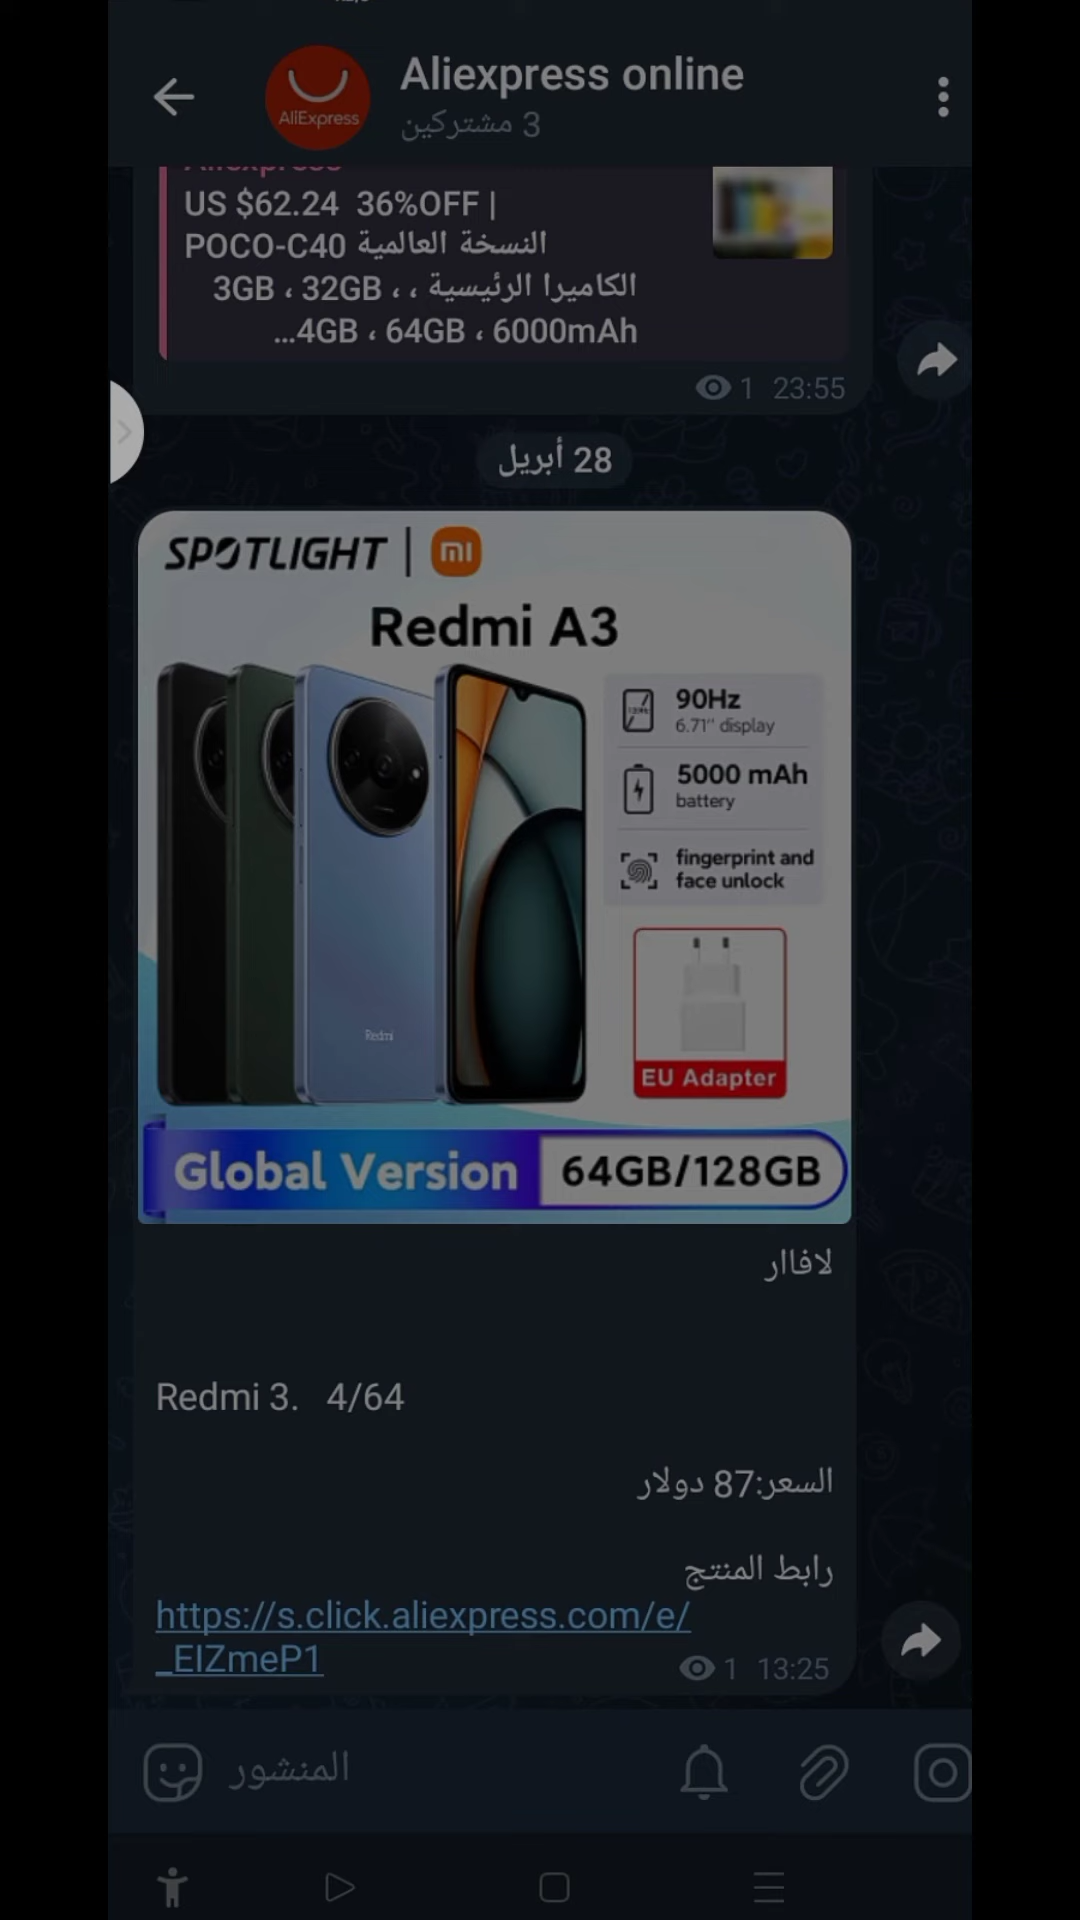 Aliexpress online
3 مشتركين
AliExpress
US $62.24 36%OFF |
النسخة العالمية POCO-C40
الكاميرا الرئيسية ، ، 3GB ، 32GB
4GB ، 64GB ، 6000mAh...
1 23:55
28 أبريل
SPOTLIGHT | mi
Redmi A3
90Hz
6.71" display
5000 mAh
battery
fingerprint and
face unlock
Redmi
EU Adapter
Global Version 64GB/128GB
لافاار
Redmi 3. 4/64
السعر:87 دولار
رابط المنتج
https://s.click.aliexpress.com/e/
_EIZmeP1
1 13:25
المنشور